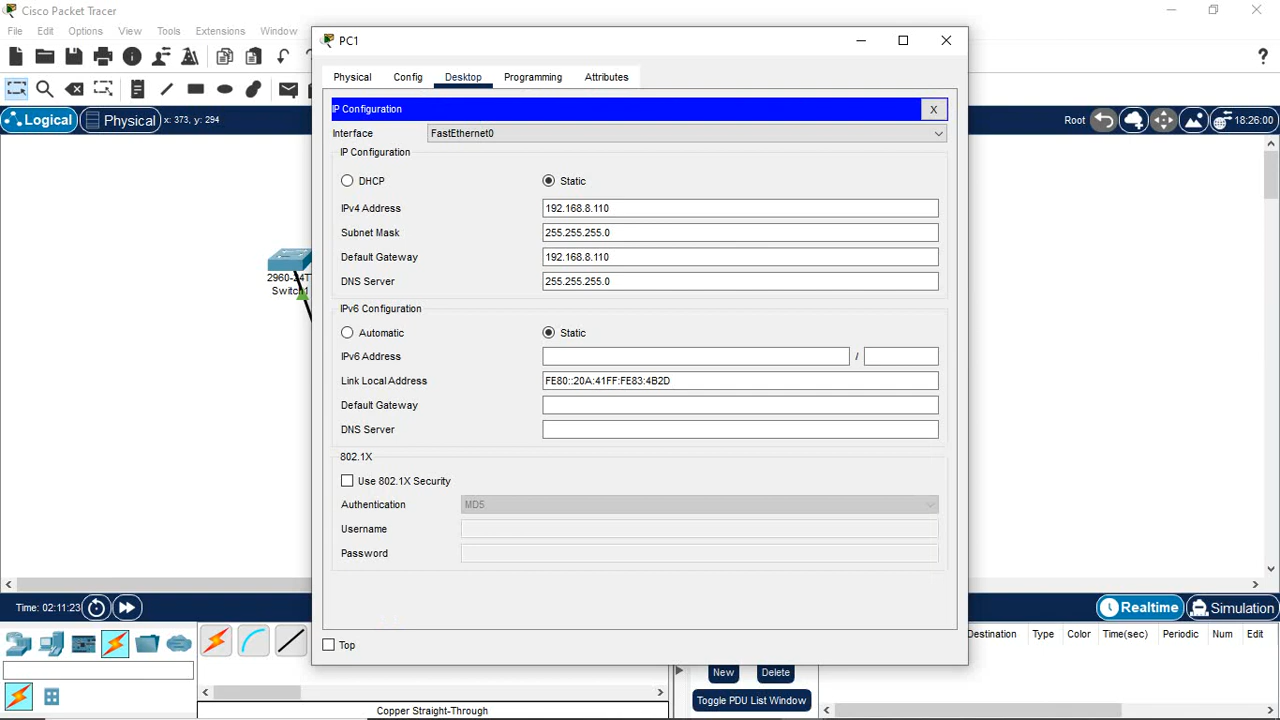 Cisco Packet Tracer
File Edit Options View Tools Extensions Window
PC1
Physical Config Desktop Programming Attributes
Logical Physical x: 373, y: 294
Root 18:26:00
IP Configuration X
Interface FastEthernet0
IP Configuration
DHCP Static
IPv4 Address 192.168.8.110
Subnet Mask 255.255.255.0
Default Gateway 192.168.8.110
DNS Server 255.255.255.0
IPv6 Configuration
Automatic Static
IPv6 Address /
Link Local Address FE80::20A:41FF:FE83:4B2D
Default Gateway
DNS Server
802.1X
Use 802.1X Security
Authentication MD5
Username
Password
Top
2960-24T
Switch1
Time: 02:11:23
Realtime Simulation
Destination Type Color Time(sec) Periodic Num Edit
New Delete
Toggle PDU List Window
Copper Straight-Through